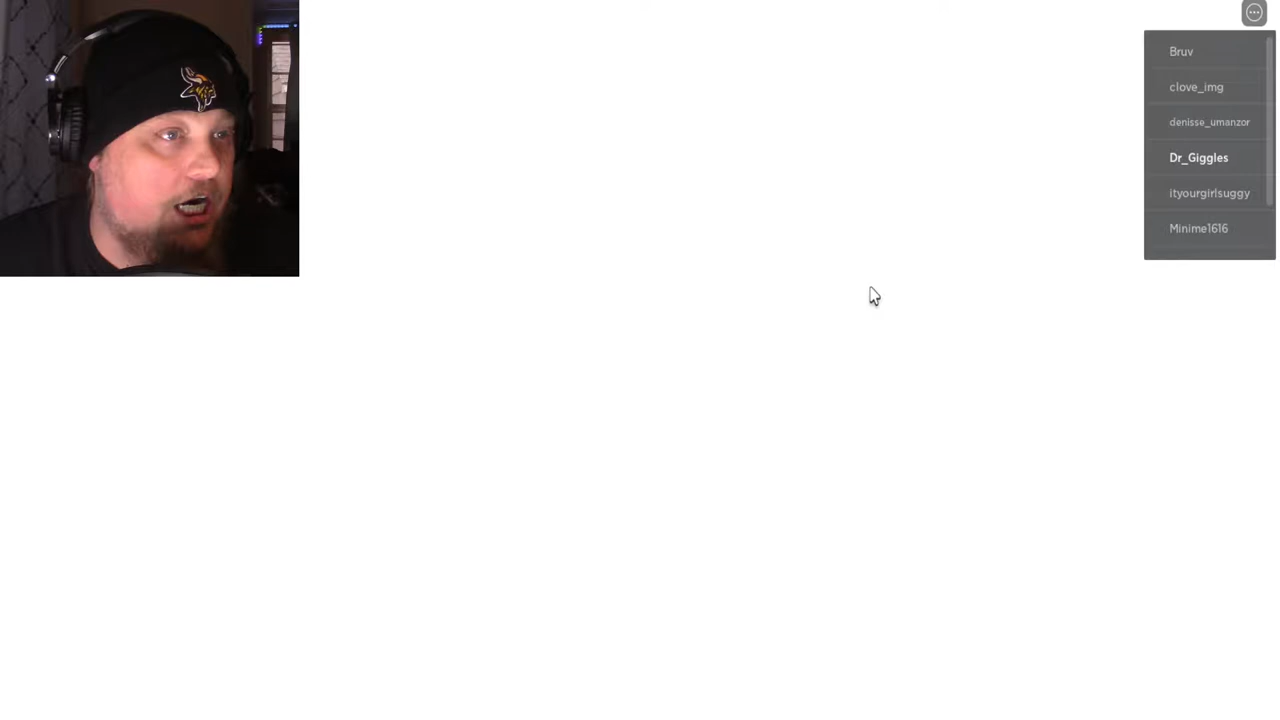 Bruv
clove_img
denisse_umanzor
Dr_Giggles
ityourgirlsuggy
Minime1616